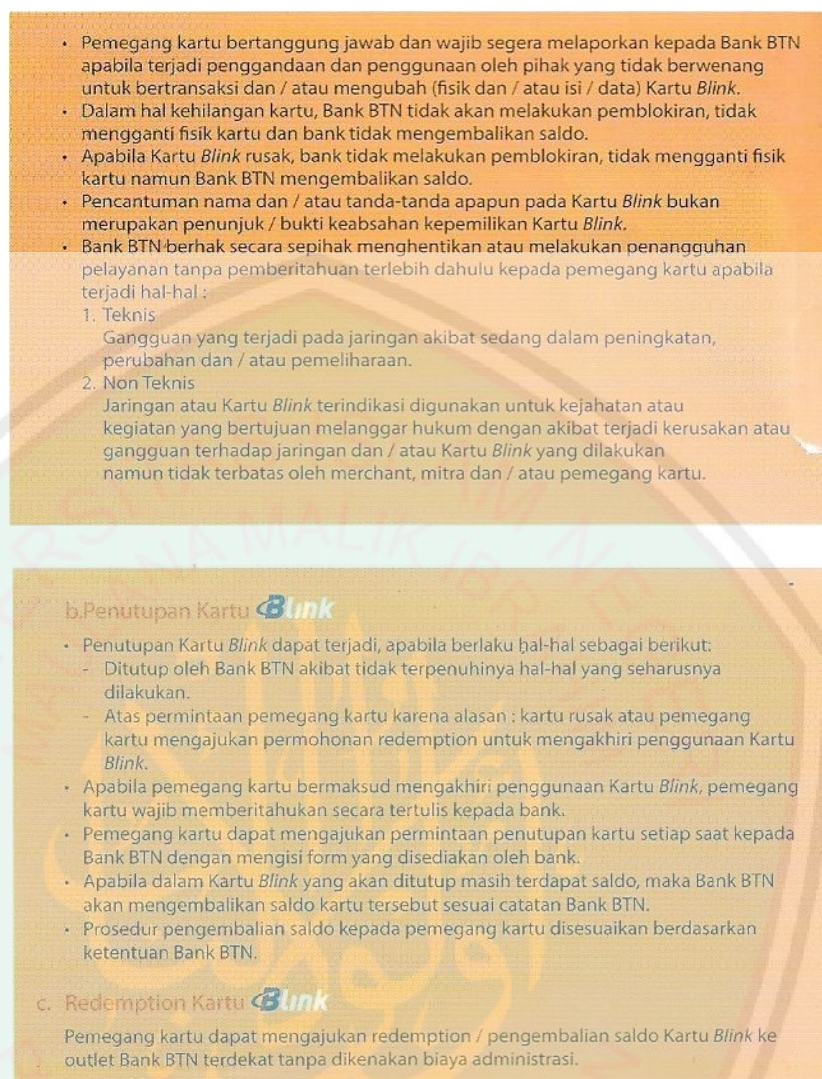 • Pemegang kartu bertanggung jawab dan wajib segera melaporkan kepada Bank BTN
apabila terjadi penggandaan dan penggunaan oleh pihak yang tidak berwenang
untuk bertransaksi dan / atau mengubah (fisik dan / atau isi / data) Kartu Blink.
• Dalam hal kehilangan kartu, Bank BTN tidak akan melakukan pemblokiran, tidak
mengganti fisik kartu dan bank tidak mengembalikan saldo.
• Apabila Kartu Blink rusak, bank tidak melakukan pemblokiran, tidak mengganti fisik
kartu namun Bank BTN mengembalikan saldo.
• Pencantuman nama dan / atau tanda-tanda apapun pada Kartu Blink bukan
merupakan penunjuk / bukti keabsahan kepemilikan Kartu Blink.
• Bank BTN berhak secara sepihak menghentikan atau melakukan penangguhan
pelayanan tanpa pemberitahuan terlebih dahulu kepada pemegang kartu apabila
terjadi hal-hal :
1. Teknis
Gangguan yang terjadi pada jaringan akibat sedang dalam peningkatan,
perubahan dan / atau pemeliharaan.
2. Non Teknis
Jaringan atau Kartu Blink terindikasi digunakan untuk kejahatan atau
kegiatan yang bertujuan melanggar hukum dengan akibat terjadi kerusakan atau
gangguan terhadap jaringan dan / atau Kartu Blink yang dilakukan
namun tidak terbatas oleh merchant, mitra dan / atau pemegang kartu.
b.Penutupan Kartu Blink
• Penutupan Kartu Blink dapat terjadi, apabila berlaku hal-hal sebagai berikut:
- Ditutup oleh Bank BTN akibat tidak terpenuhinya hal-hal yang seharusnya
dilakukan.
- Atas permintaan pemegang kartu karena alasan : kartu rusak atau pemegang
kartu mengajukan permohonan redemption untuk mengakhiri penggunaan Kartu
Blink.
• Apabila pemegang kartu bermaksud mengakhiri penggunaan Kartu Blink, pemegang
kartu wajib memberitahukan secara tertulis kepada bank.
• Pemegang kartu dapat mengajukan permintaan penutupan kartu setiap saat kepada
Bank BTN dengan mengisi form yang disediakan oleh bank.
• Apabila dalam Kartu Blink yang akan ditutup masih terdapat saldo, maka Bank BTN
akan mengembalikan saldo kartu tersebut sesuai catatan Bank BTN.
• Prosedur pengembalian saldo kepada pemegang kartu disesuaikan berdasarkan
ketentuan Bank BTN.
c. Redemption Kartu Blink
Pemegang kartu dapat mengajukan redemption / pengembalian saldo Kartu Blink ke
outlet Bank BTN terdekat tanpa dikenakan biaya administrasi.